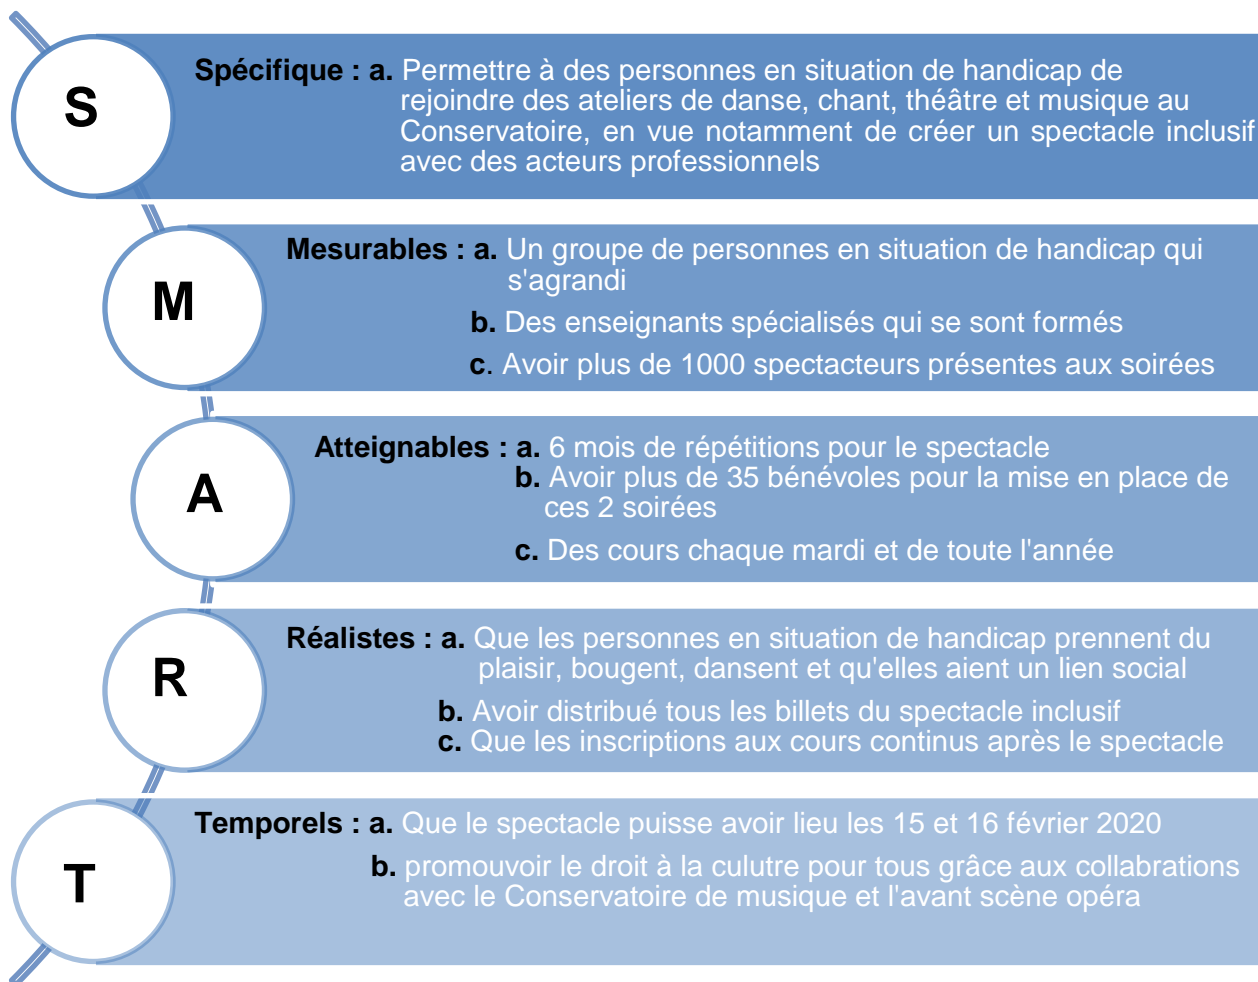 S
Spécifique : a. Permettre à des personnes en situation de handicap de
rejoindre des ateliers de danse, chant, théâtre et musique au
Conservatoire, en vue notamment de créer un spectacle inclusif
avec des acteurs professionnels
M
Mesurables : a. Un groupe de personnes en situation de handicap qui
s'agrandi
b. Des enseignants spécialisés qui se sont formés
c. Avoir plus de 1000 spectacteurs présentes aux soirées
A
Atteignables : a. 6 mois de répétitions pour le spectacle
b. Avoir plus de 35 bénévoles pour la mise en place de
ces 2 soirées
c. Des cours chaque mardi et de toute l'année
R
Réalistes : a. Que les personnes en situation de handicap prennent du
plaisir, bougent, dansent et qu'elles aient un lien social
b. Avoir distribué tous les billets du spectacle inclusif
c. Que les inscriptions aux cours continus après le spectacle
T
Temporels : a. Que le spectacle puisse avoir lieu les 15 et 16 février 2020
b. promouvoir le droit à la culutre pour tous grâce aux collabrations
avec le Conservatoire de musique et l'avant scène opéra